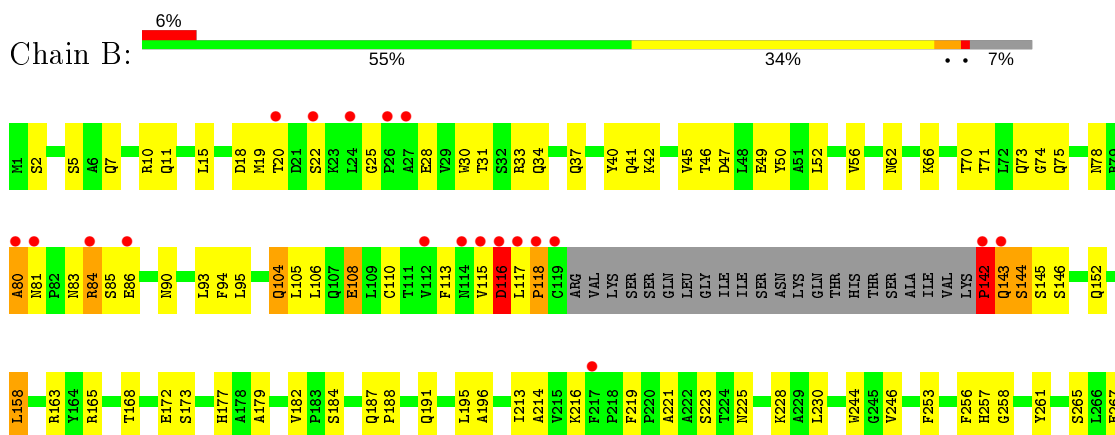 6%
Chain B:
55% 34% • • 7%
M1 S2 S5 A6 Q7 R10 Q11 L15 D18 M19 T20 D21 S22 K23 L24 G25 P26 A27 E28 V29 W30 T31 S32 R33 Q34 Q37 Y40 Q41 K42 V45 T46 D47 L48 E49 Y50 A51 L52 V56 N62 K66 T70 T71 L72 Q73 G74 Q75 N78
A80 N81 P82 N83 R84 S85 E86 N90 L93 F94 L95 Q104 L105 L106 Q107 E108 L109 C110 T111 V112 F113 N114 V115 D116 L117 P118 C119 ARG VAL LYS SER SER GLN LEU GLY ILE ILE SER ASN LYS GLN THR HIS THR SER ALA ILE VAL LYS P142 Q143 S144 S145 S146 Q152
L158 R163 Y164 R165 T168 E172 S173 H177 A178 A179 V182 P183 S184 Q187 P188 Q191 L195 A196 I213 A214 V215 K216 F217 P218 F219 P220 A221 A222 S223 T224 N225 K228 A229 L230 W244 G245 V246 F253 F256 H257 G258 Y261 S265 L266